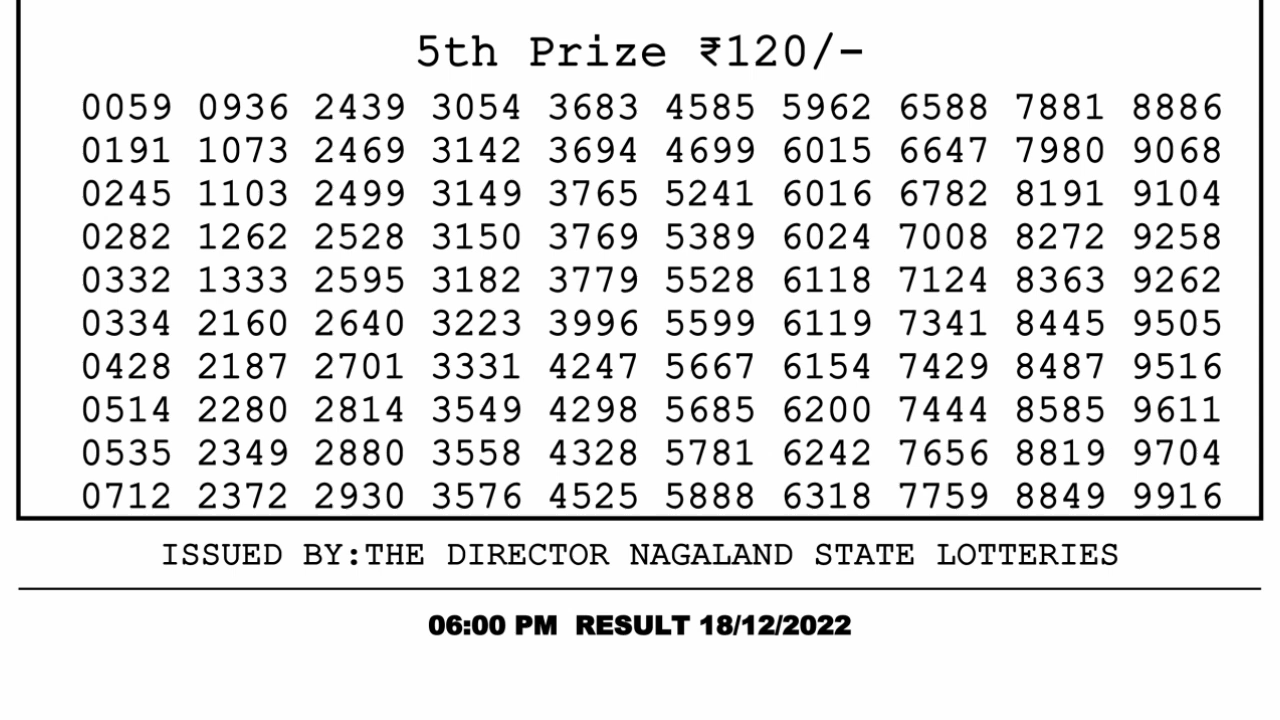 5th Prize ₹120/-
0059 0936 2439 3054 3683 4585 5962 6588 7881 8886
0191 1073 2469 3142 3694 4699 6015 6647 7980 9068
0245 1103 2499 3149 3765 5241 6016 6782 8191 9104
0282 1262 2528 3150 3769 5389 6024 7008 8272 9258
0332 1333 2595 3182 3779 5528 6118 7124 8363 9262
0334 2160 2640 3223 3996 5599 6119 7341 8445 9505
0428 2187 2701 3331 4247 5667 6154 7429 8487 9516
0514 2280 2814 3549 4298 5685 6200 7444 8585 9611
0535 2349 2880 3558 4328 5781 6242 7656 8819 9704
0712 2372 2930 3576 4525 5888 6318 7759 8849 9916
ISSUED BY:THE DIRECTOR NAGALAND STATE LOTTERIES
06:00 PM RESULT 18/12/2022